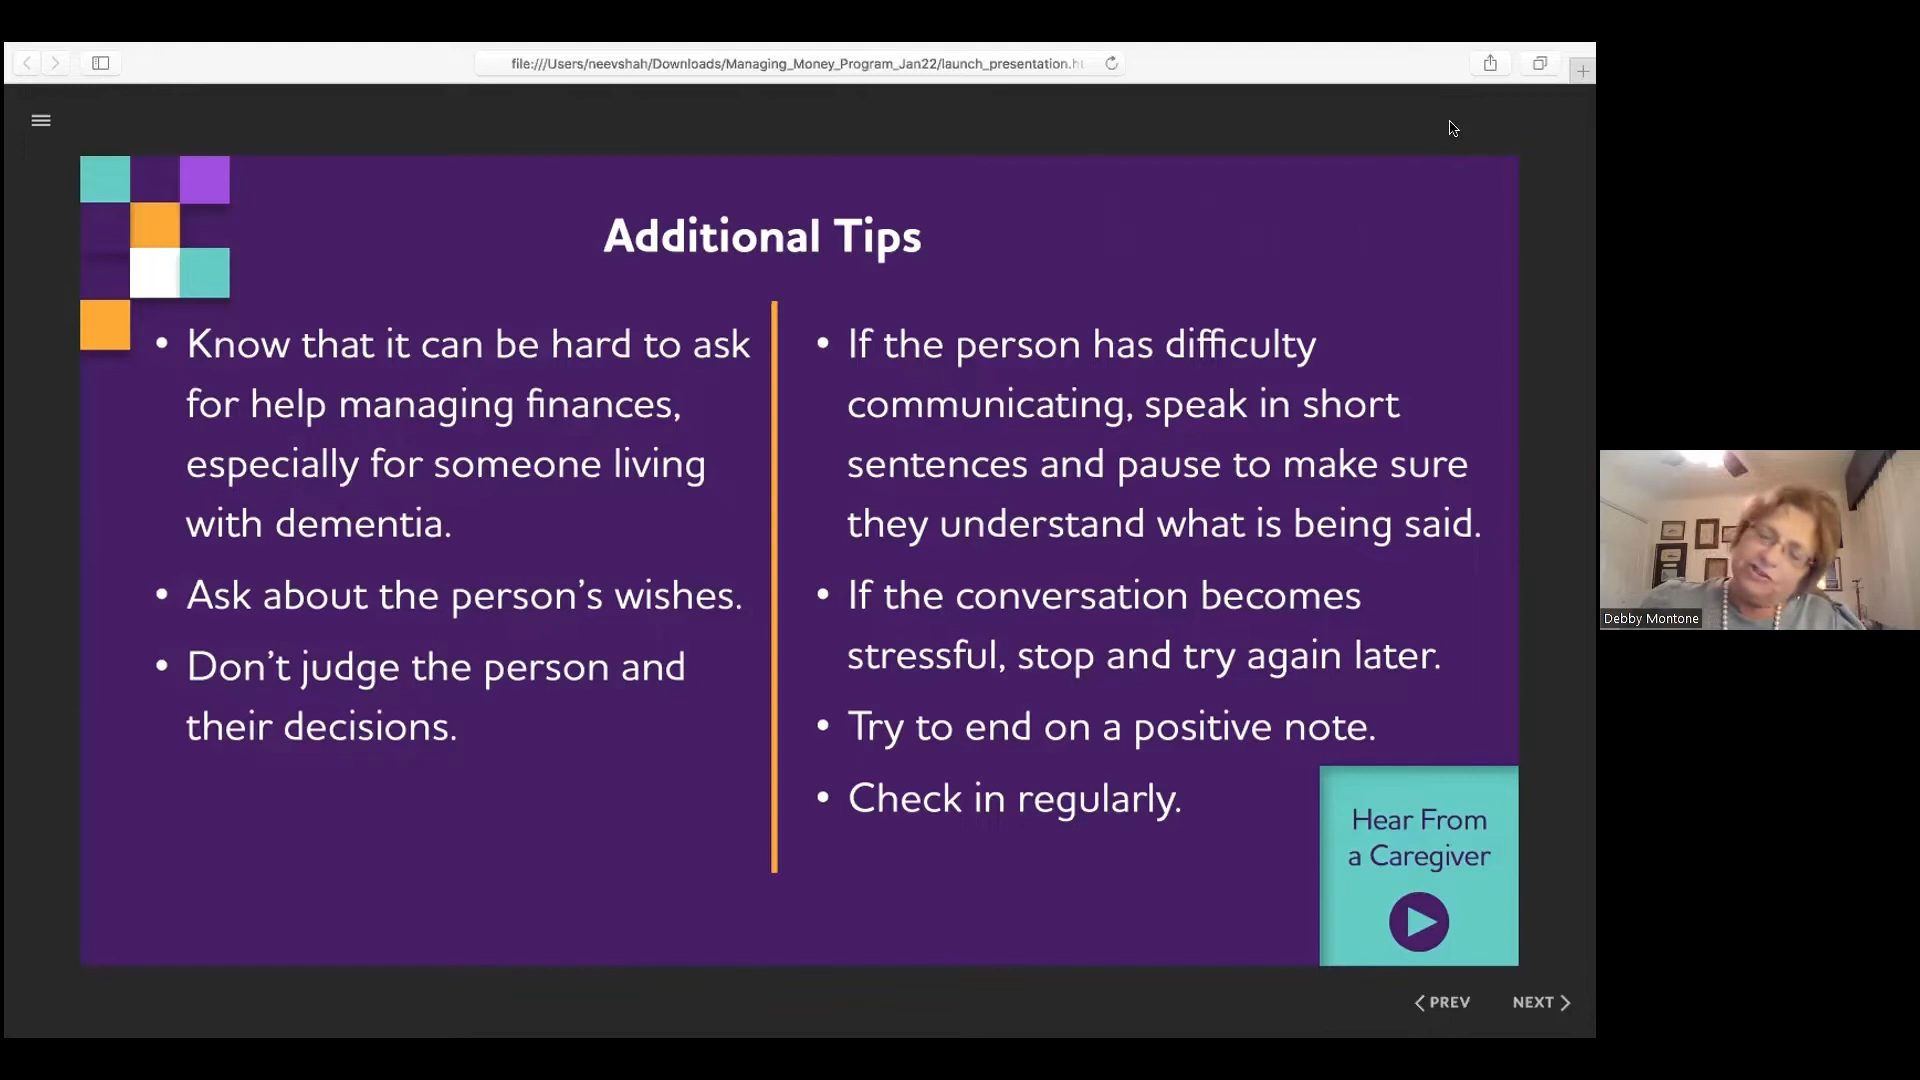 file:///Users/neevshah/Downloads/Managing_Money_Program_Jan22/launch_presentation.h
Additional Tips
• Know that it can be hard to ask
for help managing finances,
especially for someone living
with dementia.
• Ask about the person’s wishes.
• Don’t judge the person and
their decisions.
• If the person has difficulty
communicating, speak in short
sentences and pause to make sure
they understand what is being said.
• If the conversation becomes
stressful, stop and try again later.
• Try to end on a positive note.
• Check in regularly.
Hear From
a Caregiver
PREV
NEXT
Debby Montone